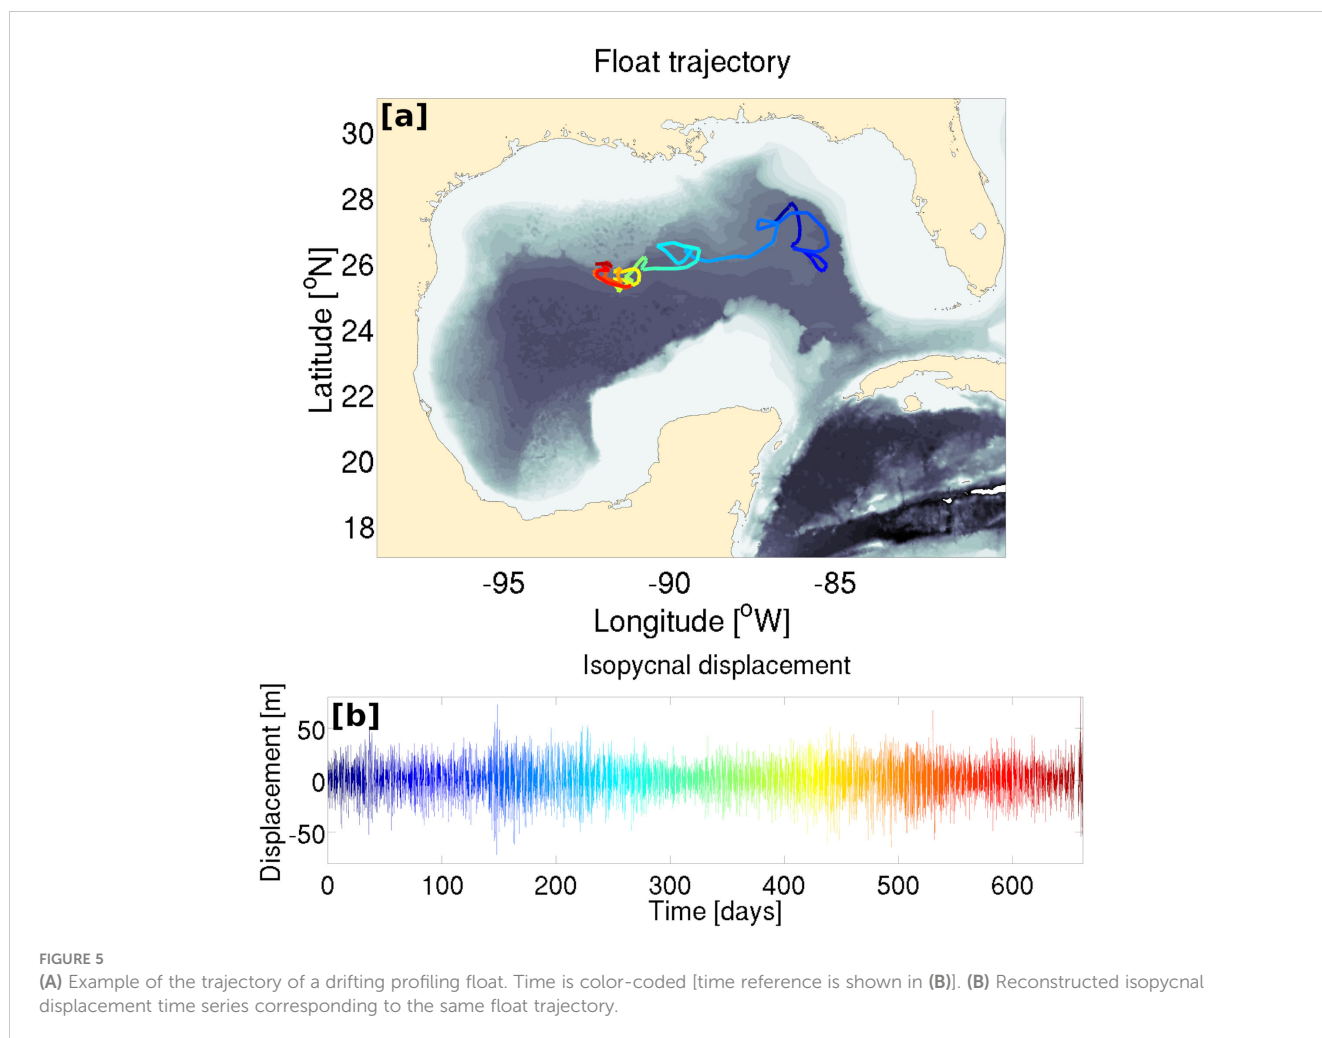 Float trajectory
[a]
30
28
26
24
22
20
18
Latitude [°N]
-95 -90 -85
Longitude [°W]
Isopycnal displacement
[b]
50
0
-50
Displacement [m]
0 100 200 300 400 500 600
Time [days]
FIGURE 5
(A) Example of the trajectory of a drifting profiling float. Time is color-coded [time reference is shown in (B)]. (B) Reconstructed isopycnal
displacement time series corresponding to the same float trajectory.